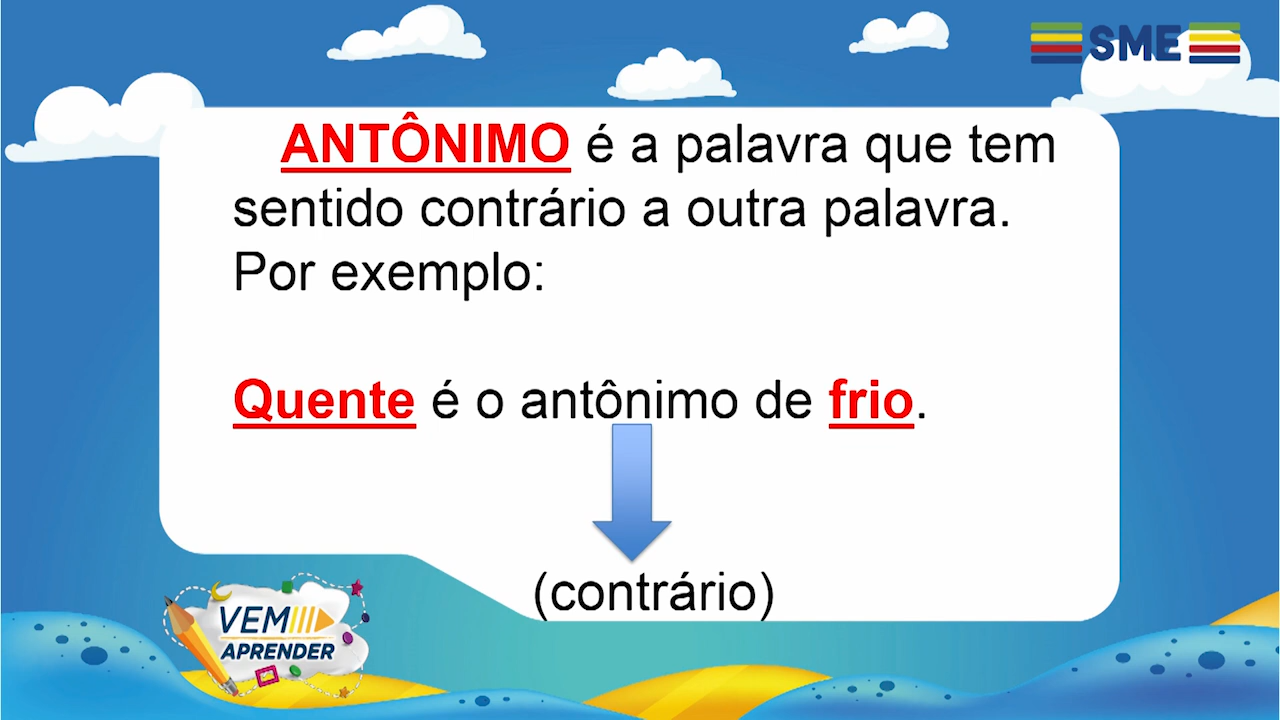 SME
ANTÔNIMO é a palavra que tem
sentido contrário a outra palavra.
Por exemplo:
Quente é o antônimo de frio.
(contrário)
VEM
APRENDER